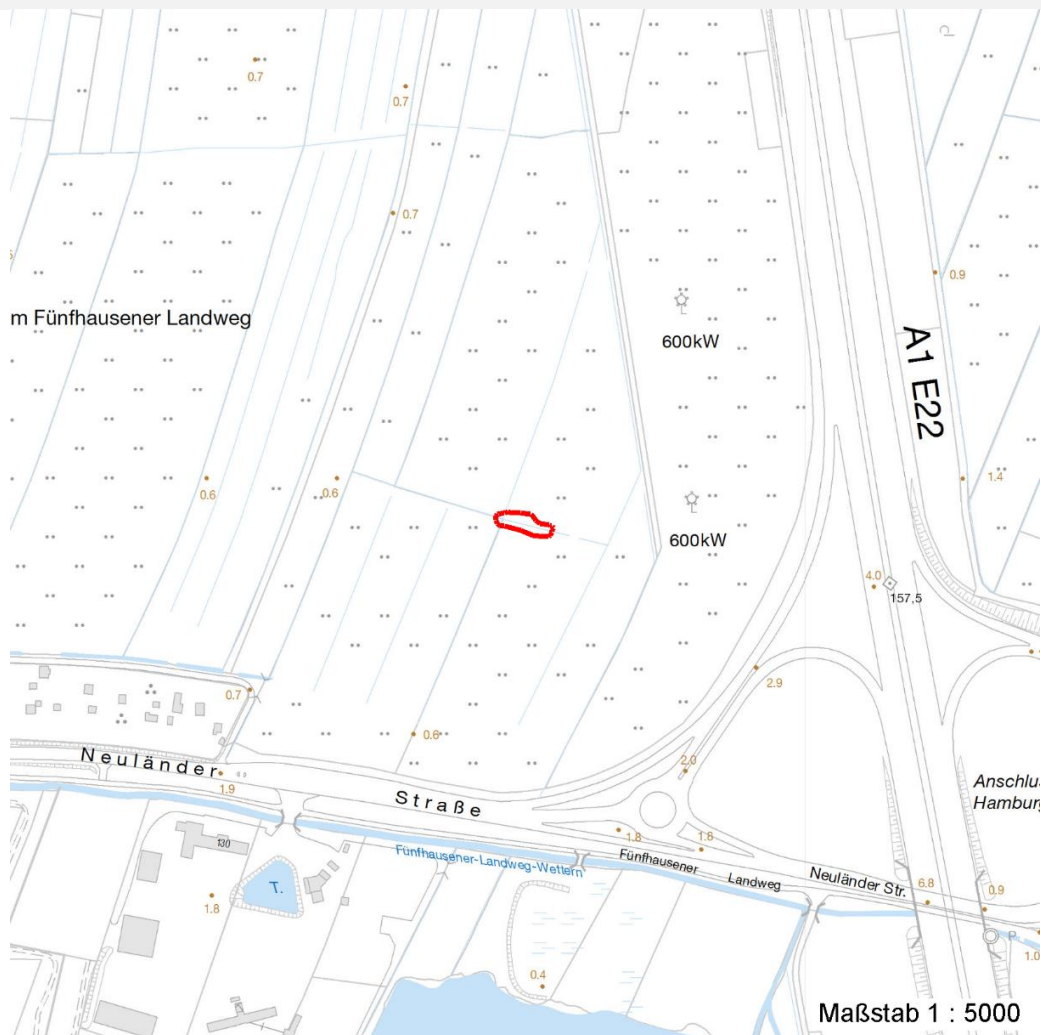 0.7
0.7
0.7
0.9
m Fünfhausener Landweg
600kW
A1 E22
1.4
0.6
0.6
600kW
4.0
157,5
2.9
0.7
0.6
2.0
Neuländer
1.9
Straße
Anschlus
Hamburg
1.8
1.8
130
Fünfhausener-Landweg-Wettern
Fünfhausener Landweg
Neuländer Str.
T.
1.8
6.8
0.9
P
1.0
0.4
Maßstab 1 : 5000